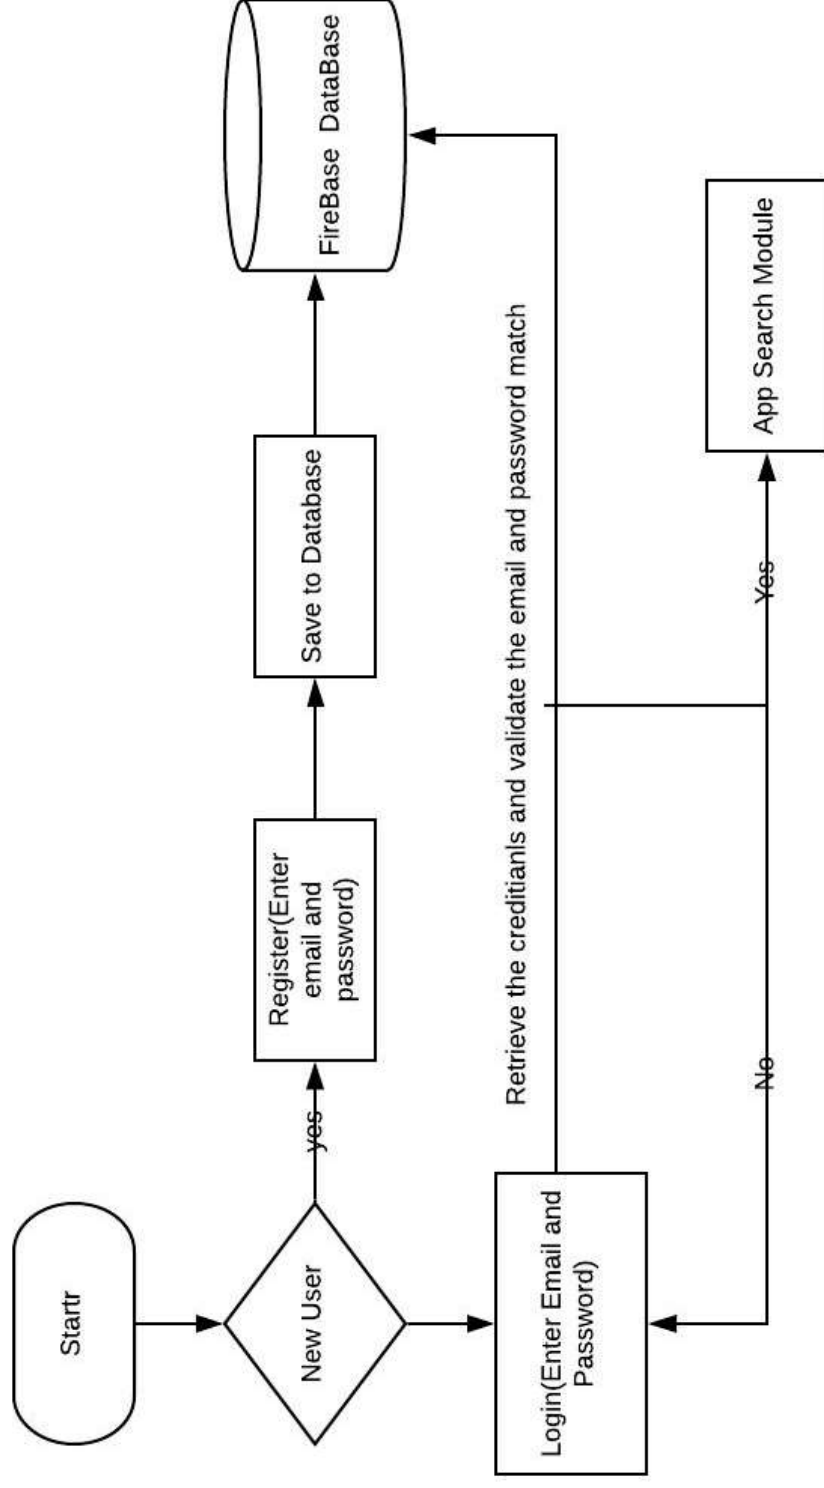 Startr
New User
yes
Register(Enter
email and
password)
Save to Database
FireBase DataBase
Login(Enter Email and
Password)
Retrieve the creditianls and validate the email and password match
No
Yes
App Search Module